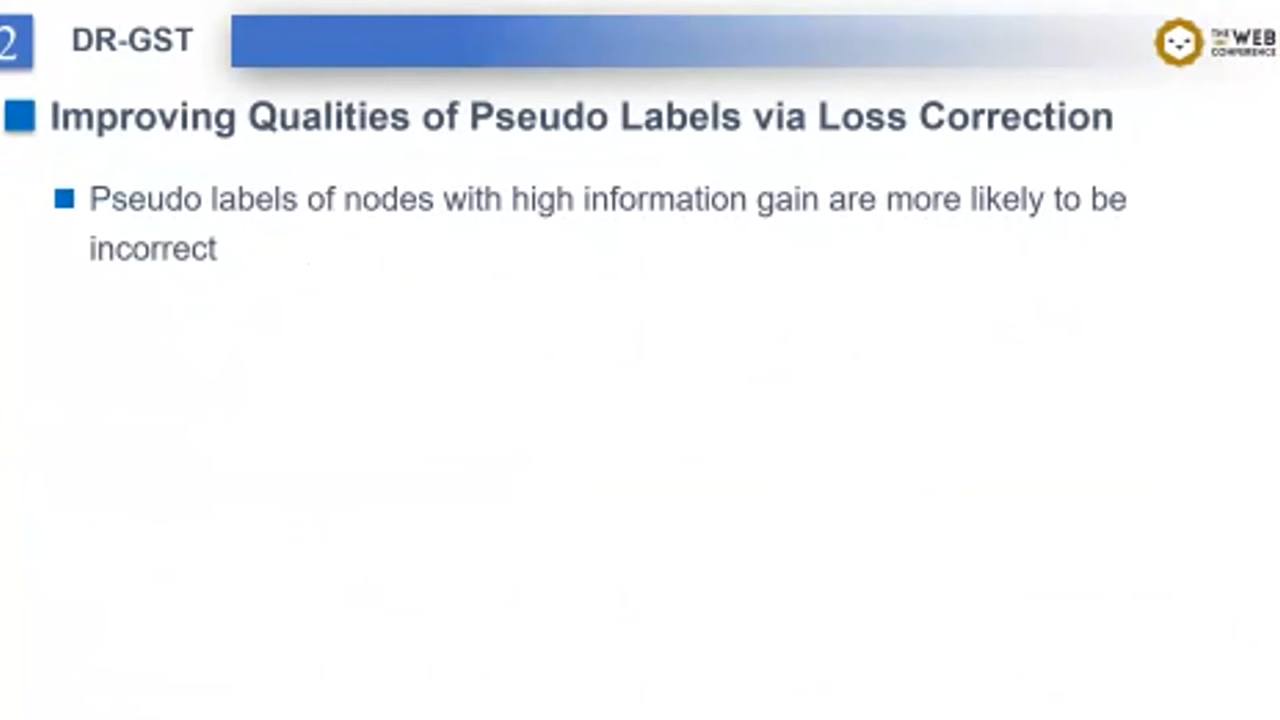 2
DR-GST
THE WEB
CONFERENCE
Improving Qualities of Pseudo Labels via Loss Correction
Pseudo labels of nodes with high information gain are more likely to be
incorrect